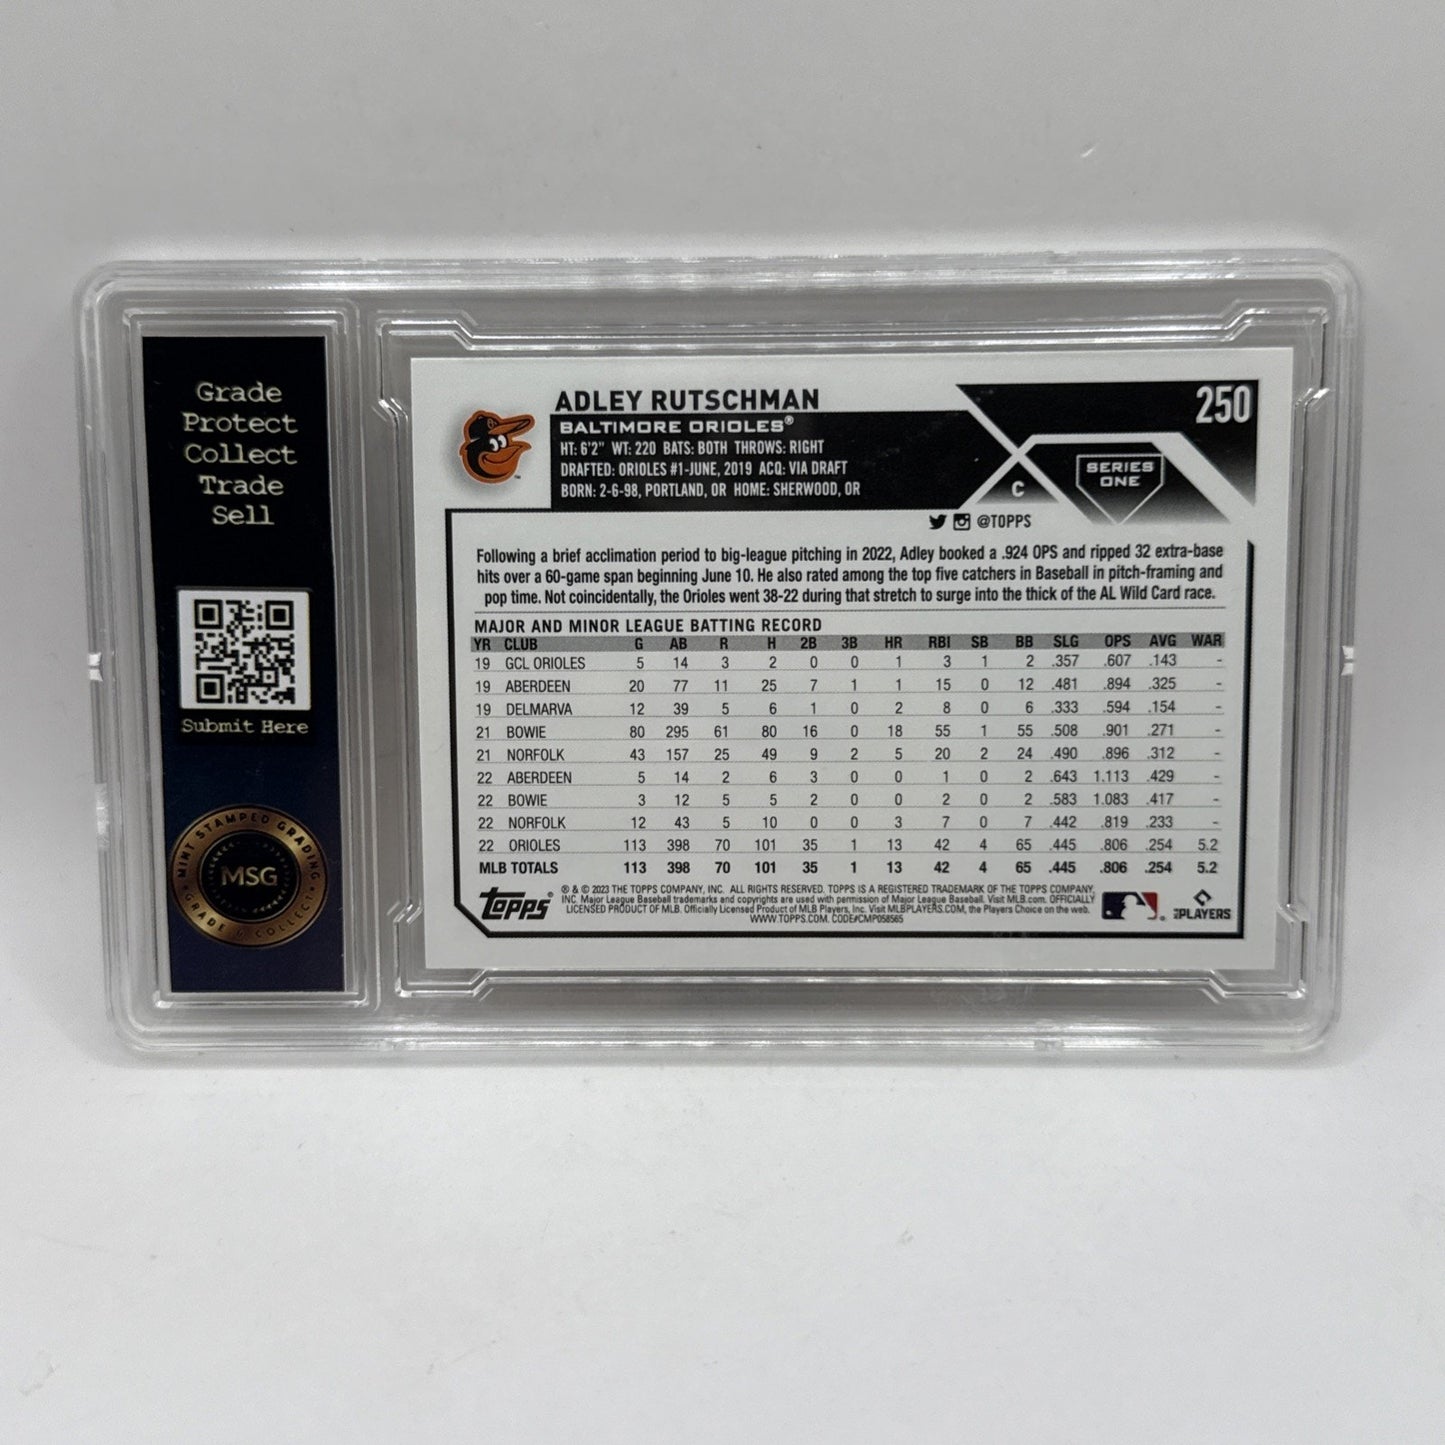 Grade
Protect
Collect
Trade
Sell
Submit Here
MINT STAMPED GRADING
MSG
GRADE & COLLECT
ADLEY RUTSCHMAN
250
BALTIMORE ORIOLES®
HT: 6'2" WT: 220 BATS: BOTH THROWS: RIGHT
DRAFTED: ORIOLES #1-JUNE, 2019 ACQ: VIA DRAFT
BORN: 2-6-98, PORTLAND, OR HOME: SHERWOOD, OR
C
SERIES
ONE
@TOPPS
Following a brief acclimation period to big-league pitching in 2022, Adley booked a .924 OPS and ripped 32 extra-base
hits over a 60-game span beginning June 10. He also rated among the top five catchers in Baseball in pitch-framing and
pop time. Not coincidentally, the Orioles went 38-22 during that stretch to surge into the thick of the AL Wild Card race.
MAJOR AND MINOR LEAGUE BATTING RECORD
YR CLUB G AB R H 2B 3B HR RBI SB BB SLG OPS AVG WAR
19 GCL ORIOLES 5 14 3 2 0 0 1 3 1 2 .357 .607 .143 -
19 ABERDEEN 20 77 11 25 7 1 1 15 0 12 .481 .894 .325 -
19 DELMARVA 12 39 5 6 1 0 2 8 0 6 .333 .594 .154 -
21 BOWIE 80 295 61 80 16 0 18 55 1 55 .508 .901 .271 -
21 NORFOLK 43 157 25 49 9 2 5 20 2 24 .490 .896 .312 -
22 ABERDEEN 5 14 2 6 3 0 0 1 0 2 .643 1.113 .429 -
22 BOWIE 3 12 5 5 2 0 0 2 0 2 .583 1.083 .417 -
22 NORFOLK 12 43 5 10 0 0 3 7 0 7 .442 .819 .233 -
22 ORIOLES 113 398 70 101 35 1 13 42 4 65 .445 .806 .254 5.2
MLB TOTALS 113 398 70 101 35 1 13 42 4 65 .445 .806 .254 5.2
Topps
® & © 2023 THE TOPPS COMPANY, INC. ALL RIGHTS RESERVED. TOPPS IS A REGISTERED TRADEMARK OF THE TOPPS COMPANY,
INC. Major League Baseball trademarks and copyrights are used with permission of Major League Baseball. Visit MLB.com. OFFICIALLY
LICENSED PRODUCT OF MLB. Officially Licensed Product of MLB Players, Inc. Visit MLBPLAYERS.COM, the Players Choice on the web.
WWW.TOPPS.COM. CODE#CMP058565
PLAYERS